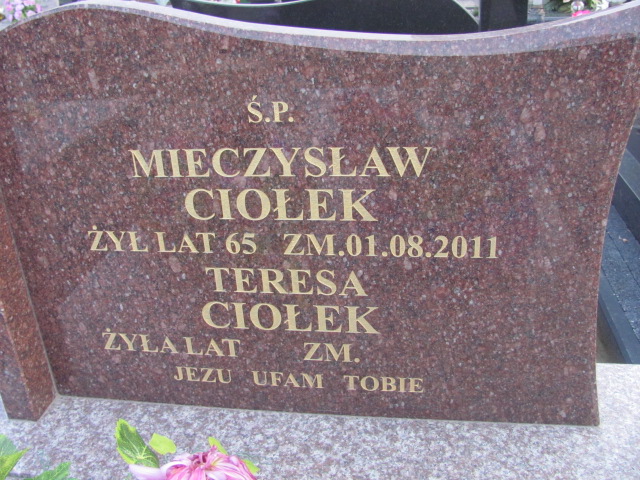 Ś.P.
MIECZYSŁAW
CIOŁEK
ŻYŁ LAT 65 ZM.01.08.2011
TERESA
CIOŁEK
ŻYŁA LAT ZM.
JEZU UFAM TOBIE